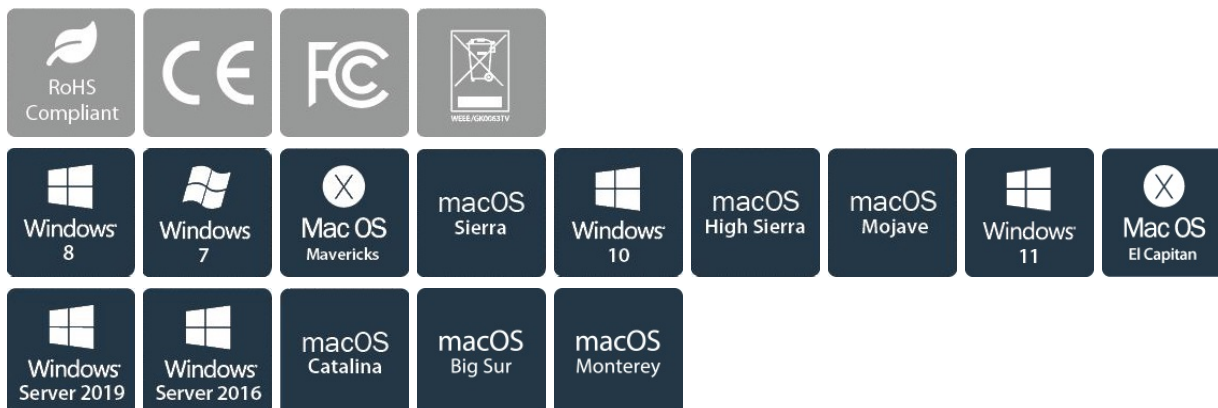 RoHS
Compliant
CE
FC
WEEE/GK0063TV
Windows
8
Windows
7
X
Mac OS
Mavericks
macOS
Sierra
Windows
10
macOS
High Sierra
macOS
Mojave
Windows
11
X
Mac OS
El Capitan
Windows
Server 2019
Windows
Server 2016
macOS
Catalina
macOS
Big Sur
macOS
Monterey